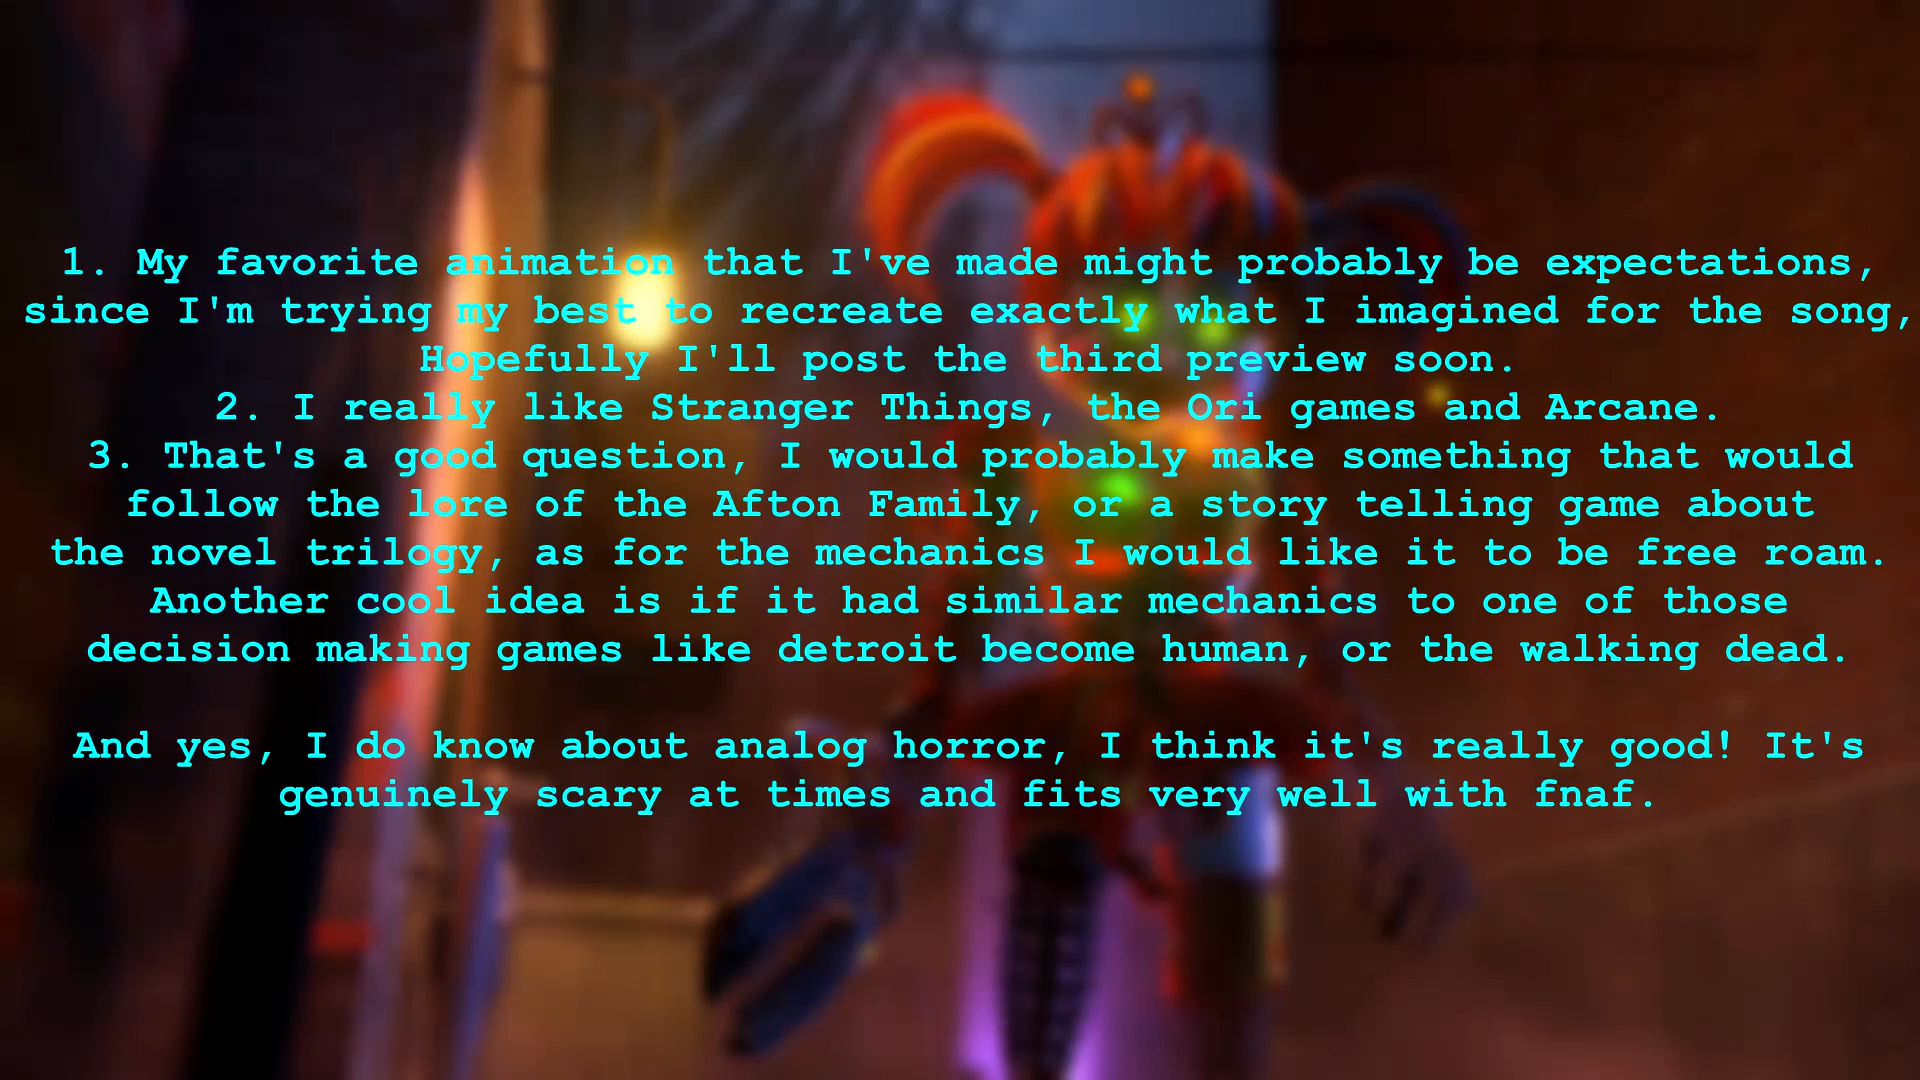 1. My favorite animation that I've made might probably be expectations,
since I'm trying my best to recreate exactly what I imagined for the song,
Hopefully I'll post the third preview soon.
2. I really like Stranger Things, the Ori games and Arcane.
3. That's a good question, I would probably make something that would
follow the lore of the Afton Family, or a story telling game about
the novel trilogy, as for the mechanics I would like it to be free roam.
Another cool idea is if it had similar mechanics to one of those
decision making games like detroit become human, or the walking dead.
And yes, I do know about analog horror, I think it's really good! It's
genuinely scary at times and fits very well with fnaf.